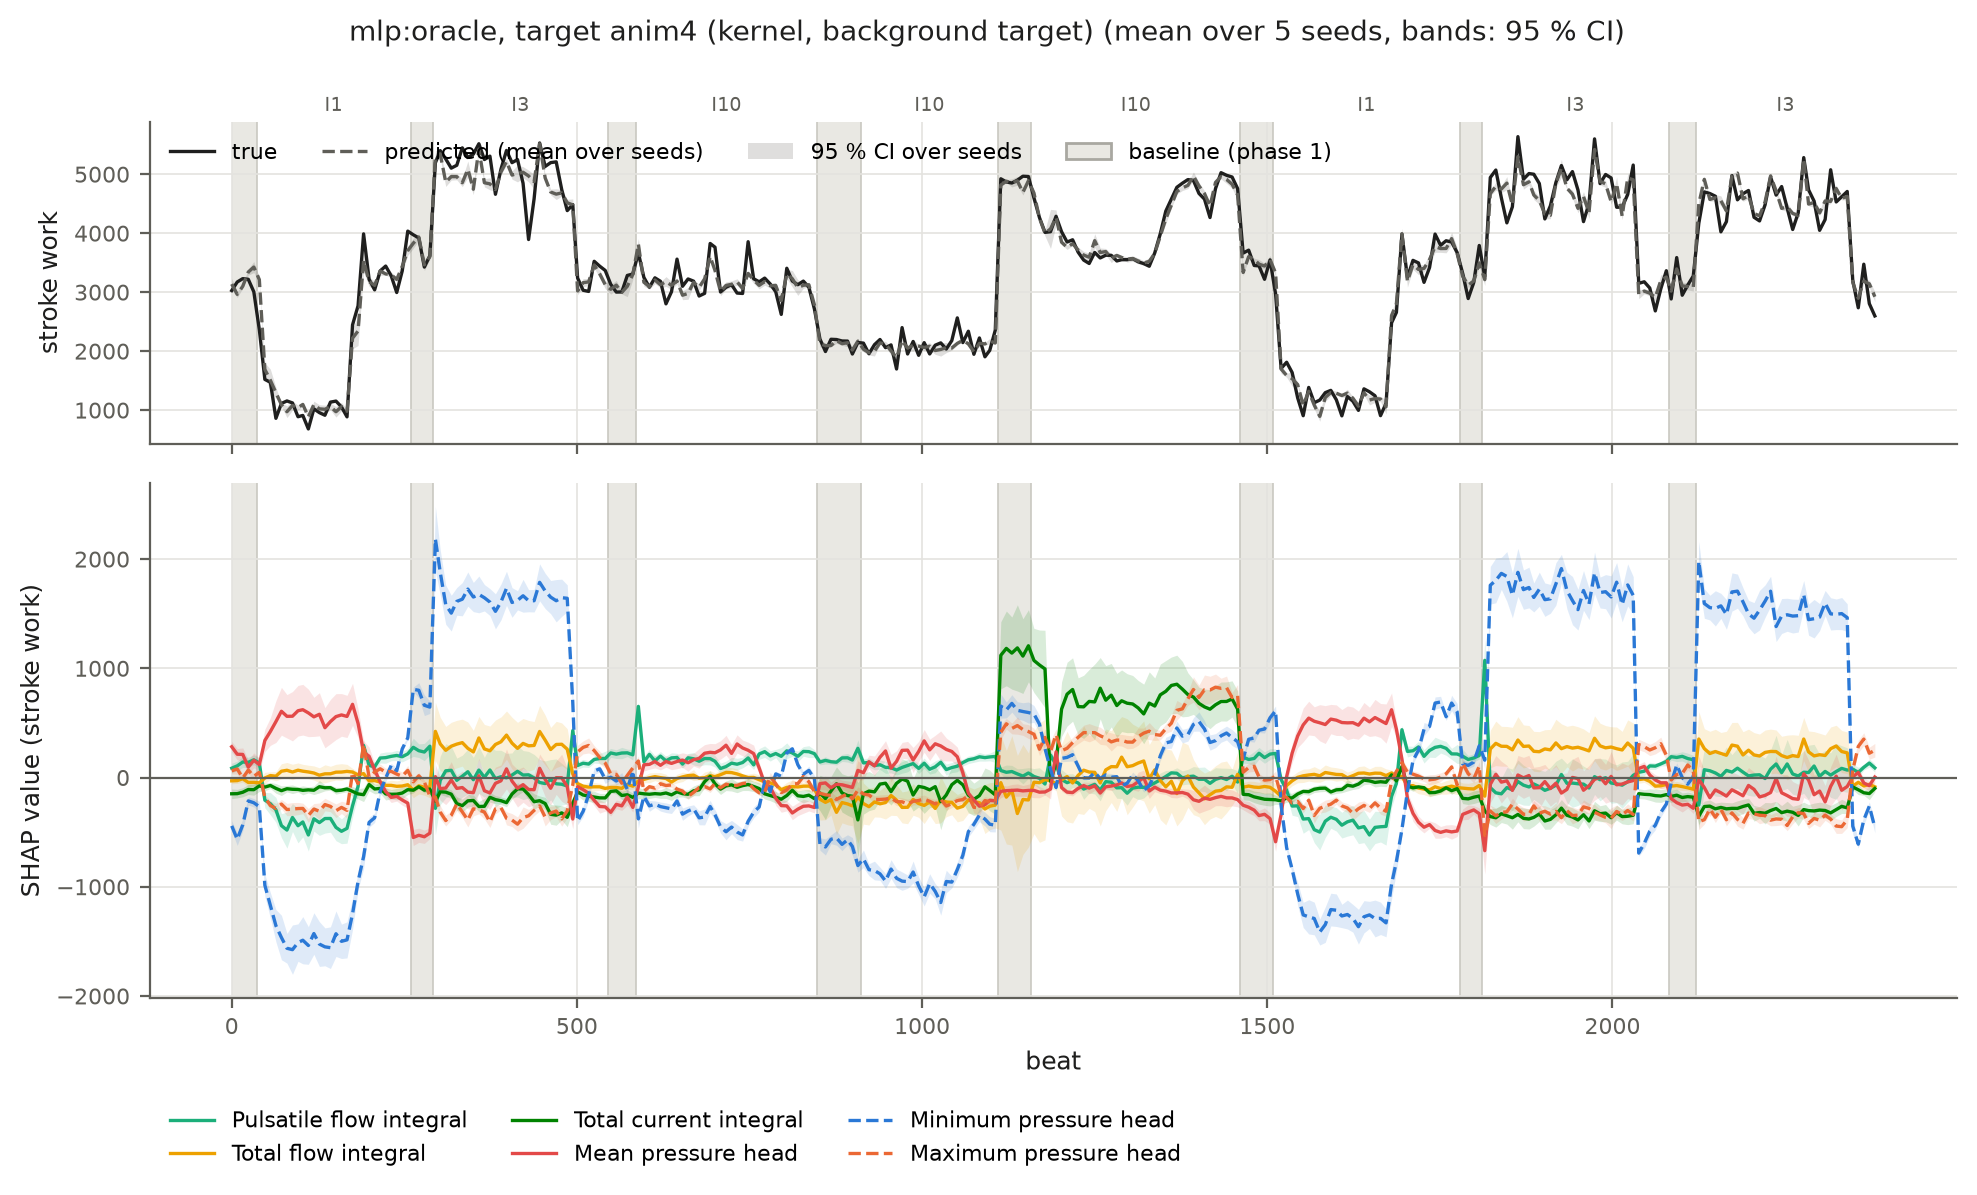 mlp:oracle, target anim4 (kernel, background target) (mean over 5 seeds, bands: 95 % CI)
I1 I3 I10 I10 I10 I1 I3 I3
true predicted (mean over seeds) 95 % CI over seeds baseline (phase 1)
5000
4000
3000
2000
1000
stroke work
2000
1000
0
−1000
−2000
SHAP value (stroke work)
0 500 1000 1500 2000
beat
Pulsatile flow integral Total current integral Minimum pressure head
Total flow integral Mean pressure head Maximum pressure head